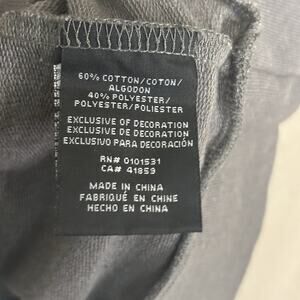 60% COTTON/COTON/
ALGODON
40% POLYESTER/
POLYESTER/POLIESTER
EXCLUSIVE OF DECORATION
EXCLUSIVE DE DECORATION
EXCLUSIVO PARA DECORACIÓN
RN# 0101531
CA# 41859
MADE IN CHINA
FABRIQUÉ EN CHINE
HECHO EN CHINA